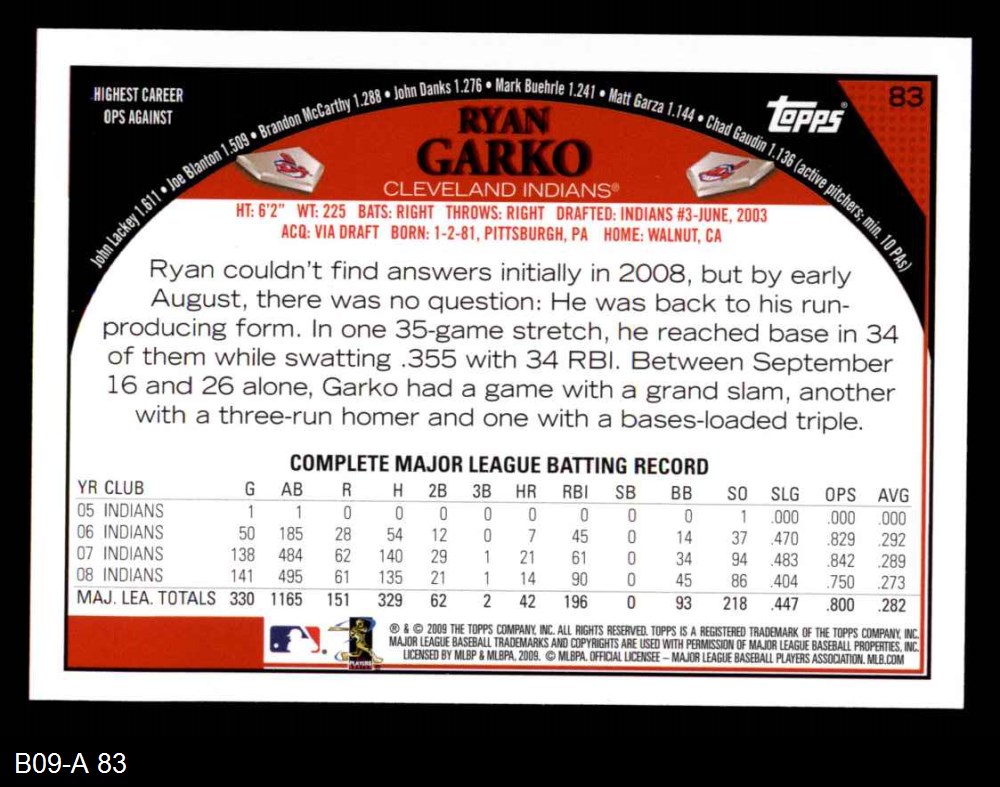 HIGHEST CAREER
OPS AGAINST
John Lackey 1.611 • Joe Blanton 1.509 • Brandon McCarthy 1.288 • John Danks 1.276 • Mark Buehrle 1.241 • Matt Garza 1.144 • Chad Gaudin 1.136 (active pitchers; min. 10 PAs)
topps®
83
RYAN
GARKO
CLEVELAND INDIANS®
HT: 6'2" WT: 225 BATS: RIGHT THROWS: RIGHT DRAFTED: INDIANS #3-JUNE, 2003
ACQ: VIA DRAFT BORN: 1-2-81, PITTSBURGH, PA HOME: WALNUT, CA
Ryan couldn't find answers initially in 2008, but by early
August, there was no question: He was back to his run-
producing form. In one 35-game stretch, he reached base in 34
of them while swatting .355 with 34 RBI. Between September
16 and 26 alone, Garko had a game with a grand slam, another
with a three-run homer and one with a bases-loaded triple.
COMPLETE MAJOR LEAGUE BATTING RECORD
YR CLUB G AB R H 2B 3B HR RBI SB BB SO SLG OPS AVG
05 INDIANS 1 1 0 0 0 0 0 0 0 0 1 .000 .000 .000
06 INDIANS 50 185 28 54 12 0 7 45 0 14 37 .470 .829 .292
07 INDIANS 138 484 62 140 29 1 21 61 0 34 94 .483 .842 .289
08 INDIANS 141 495 61 135 21 1 14 90 0 45 86 .404 .750 .273
MAJ. LEA. TOTALS 330 1165 151 329 62 2 42 196 0 93 218 .447 .800 .282
® & © 2009 THE TOPPS COMPANY, INC. ALL RIGHTS RESERVED. TOPPS IS A REGISTERED TRADEMARK OF THE TOPPS COMPANY, INC.
MAJOR LEAGUE BASEBALL TRADEMARKS AND COPYRIGHTS ARE USED WITH PERMISSION OF MAJOR LEAGUE BASEBALL PROPERTIES, INC.
LICENSED BY MLBP & MLBPA, 2009. © MLBPA. OFFICIAL LICENSEE – MAJOR LEAGUE BASEBALL PLAYERS ASSOCIATION. MLB.COM
PLAYERS
B09-A 83